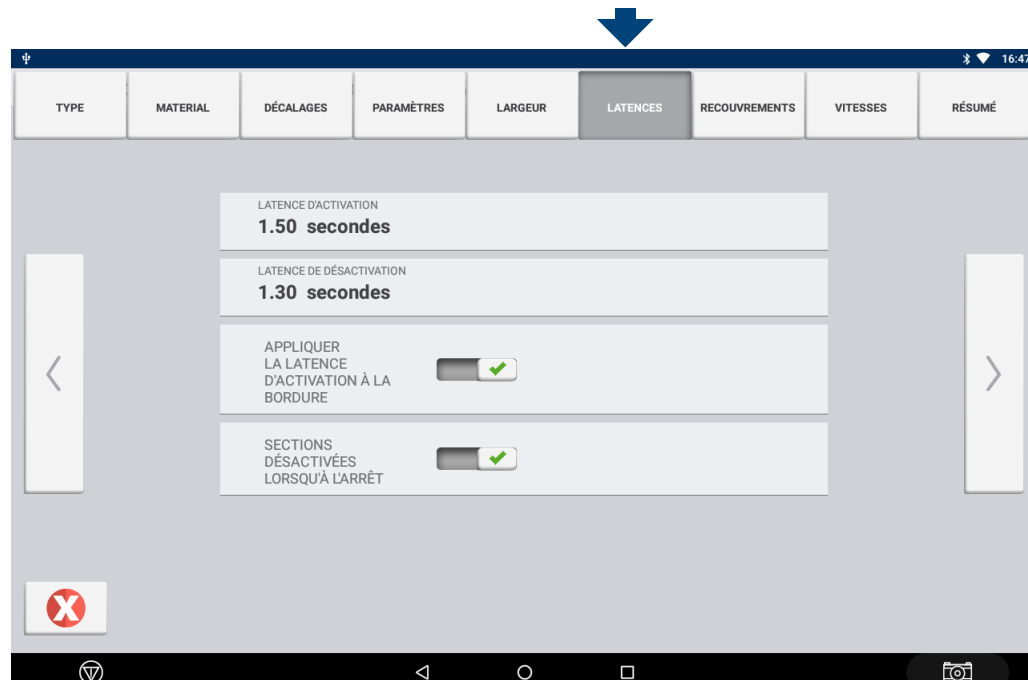 16:47
TYPE
MATERIAL
DÉCALAGES
PARAMÈTRES
LARGEUR
LATENCES
RECOUVREMENTS
VITESSES
RÉSUMÉ
LATENCE D'ACTIVATION
1.50 secondes
LATENCE DE DÉSACTIVATION
1.30 secondes
APPLIQUER
LA LATENCE
D'ACTIVATION À LA
BORDURE
SECTIONS
DÉSACTIVÉES
LORSQU'À L'ARRÊT
X